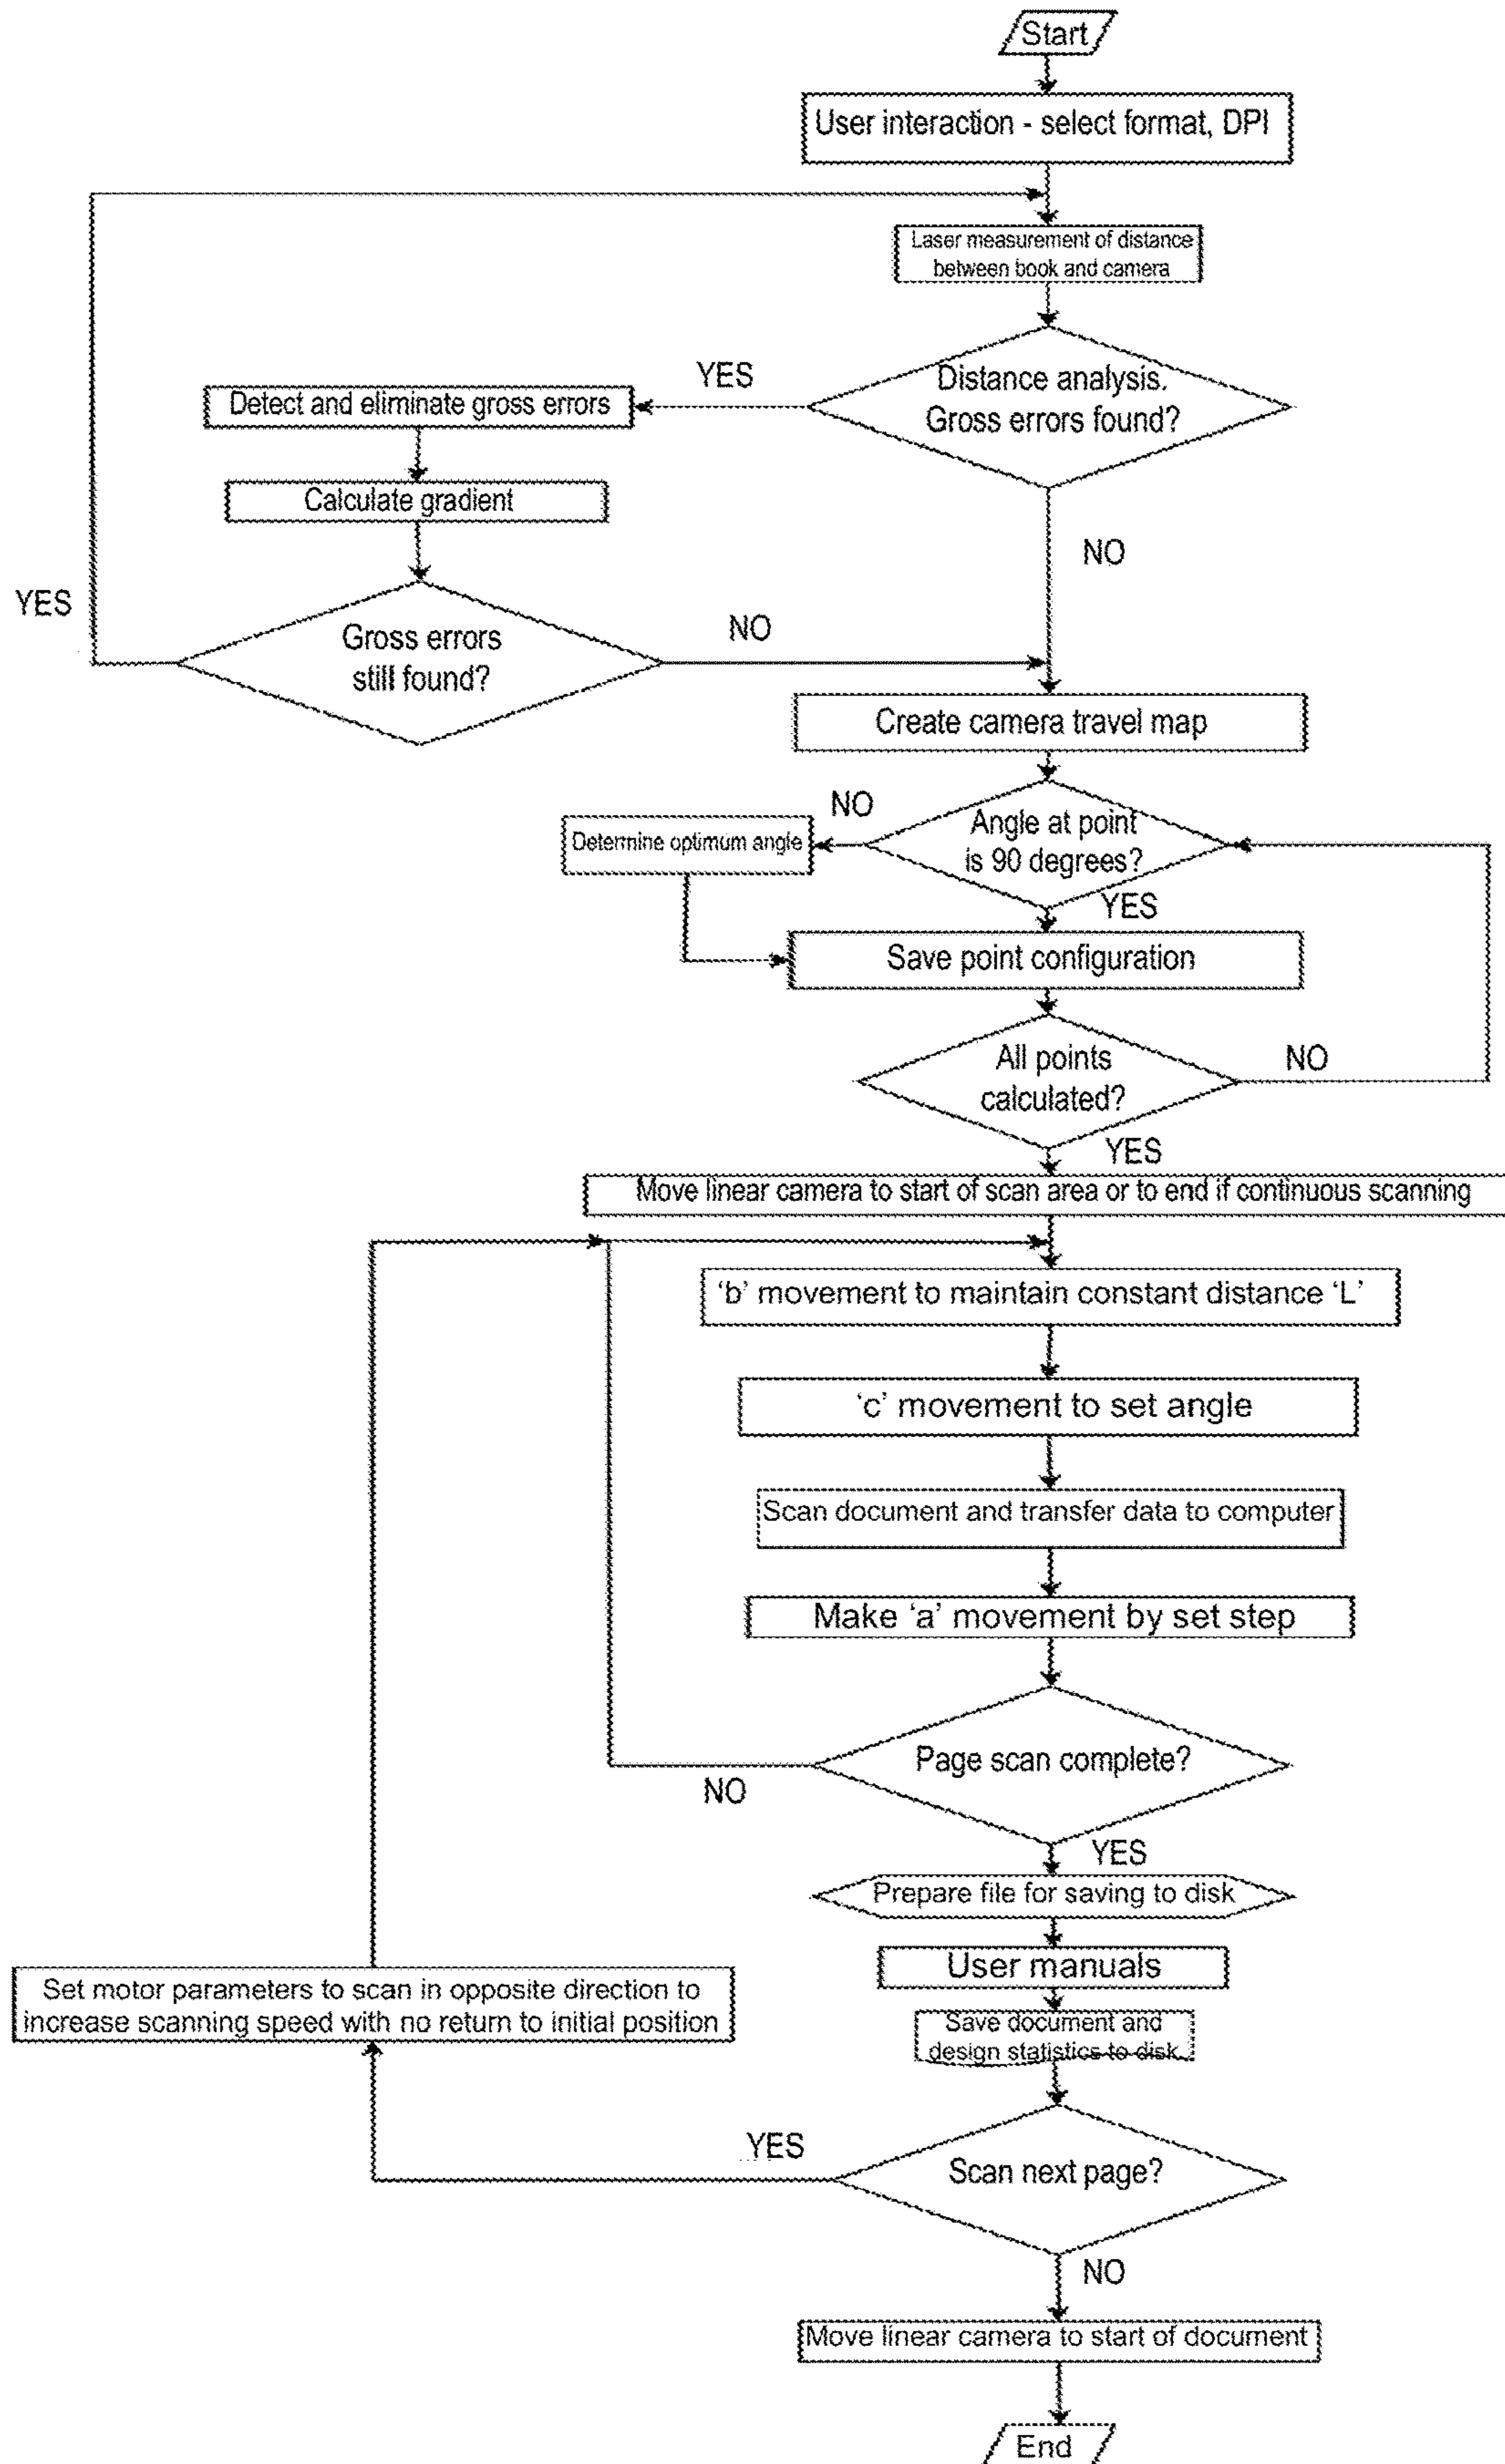 Start
User interaction - select format, DPI
Laser measurement of distance
between book and camera
YES
Distance analysis.
Gross errors found?
Detect and eliminate gross errors
Calculate gradient
NO
YES
Gross errors
still found?
NO
Create camera travel map
NO
Angle at point
is 90 degrees?
Determine optimum angle
YES
Save point configuration
All points
calculated?
NO
YES
Move linear camera to start of scan area or to end if continuous scanning
'b' movement to maintain constant distance 'L'
'c' movement to set angle
Scan document and transfer data to computer
Make 'a' movement by set step
Page scan complete?
NO
YES
Prepare file for saving to disk
User manuals
Set motor parameters to scan in opposite direction to
increase scanning speed with no return to initial position
Save document and
design statistics to disk
YES
Scan next page?
NO
Move linear camera to start of document
End